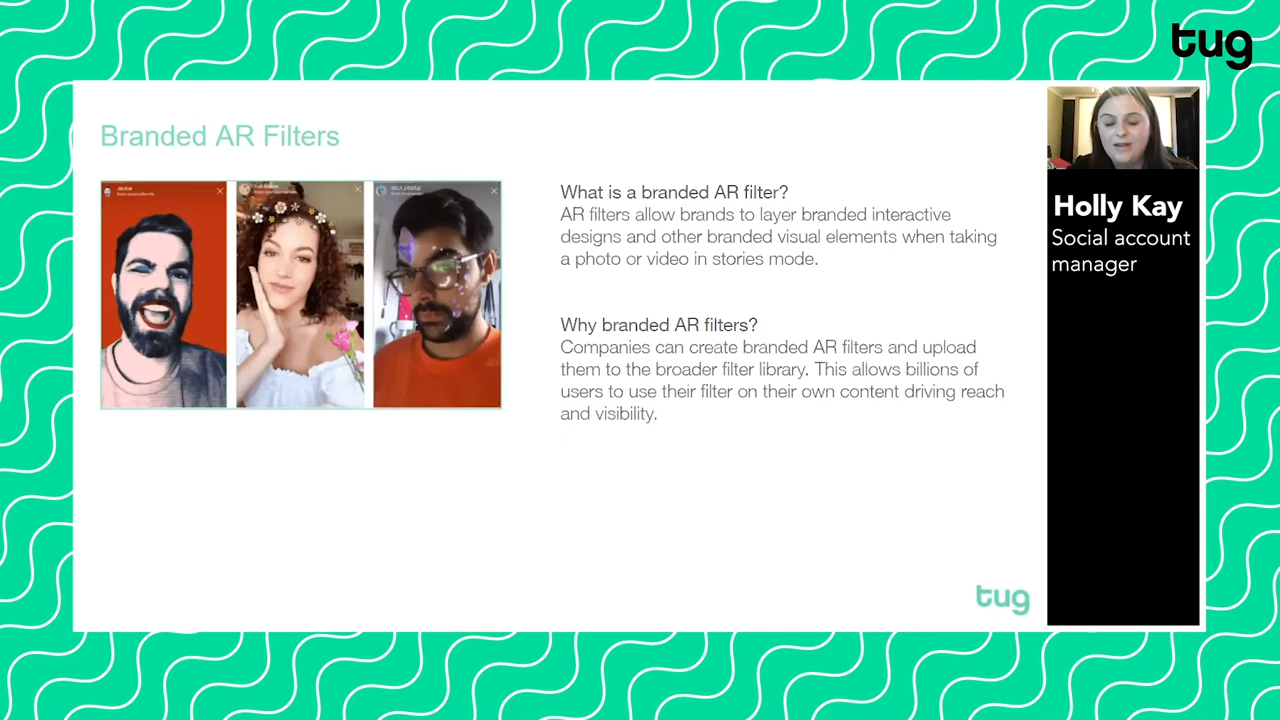 tug
Branded AR Filters
Jackie
What is a branded AR filter?
AR filters allow brands to layer branded interactive
designs and other branded visual elements when taking
a photo or video in stories mode.
Why branded AR filters?
Companies can create branded AR filters and upload
them to the broader filter library. This allows billions of
users to use their filter on their own content driving reach
and visibility.
tug
Holly Kay
Social account
manager